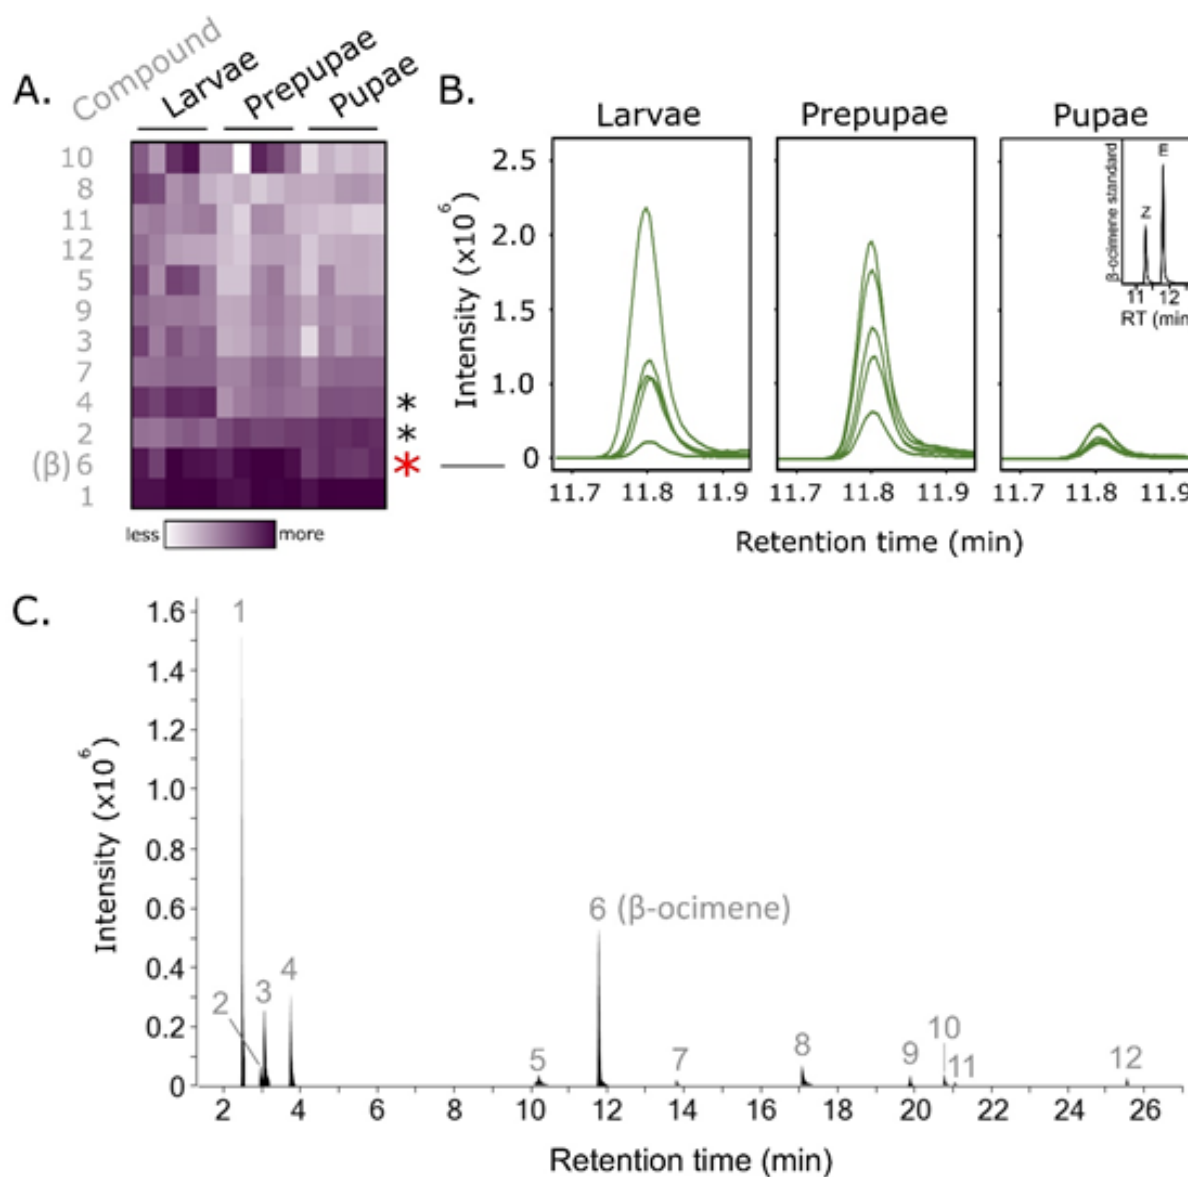 A.
Compound
Larvae
Prepupae
Pupae
10
8
11
12
5
9
3
7
4 *
2 *
(β) 6 *
1
less more
B.
Larvae Prepupae Pupae
Intensity (x10⁶)
2.5
2.0
1.5
1.0
0
β-ocimene standard
Z E
11 12
RT (min
11.7 11.8 11.9 11.7 11.8 11.9 11.7 11.8 11.9
Retention time (min)
C.
Intensity (x10⁶)
1.6
1.4
1.2
1.0
0.8
0.6
0.4
0.2
0
1
2 3 4
5
6 (β-ocimene)
7
8
9
10
11
12
2 4 6 8 10 12 14 16 18 20 22 24 26
Retention time (min)